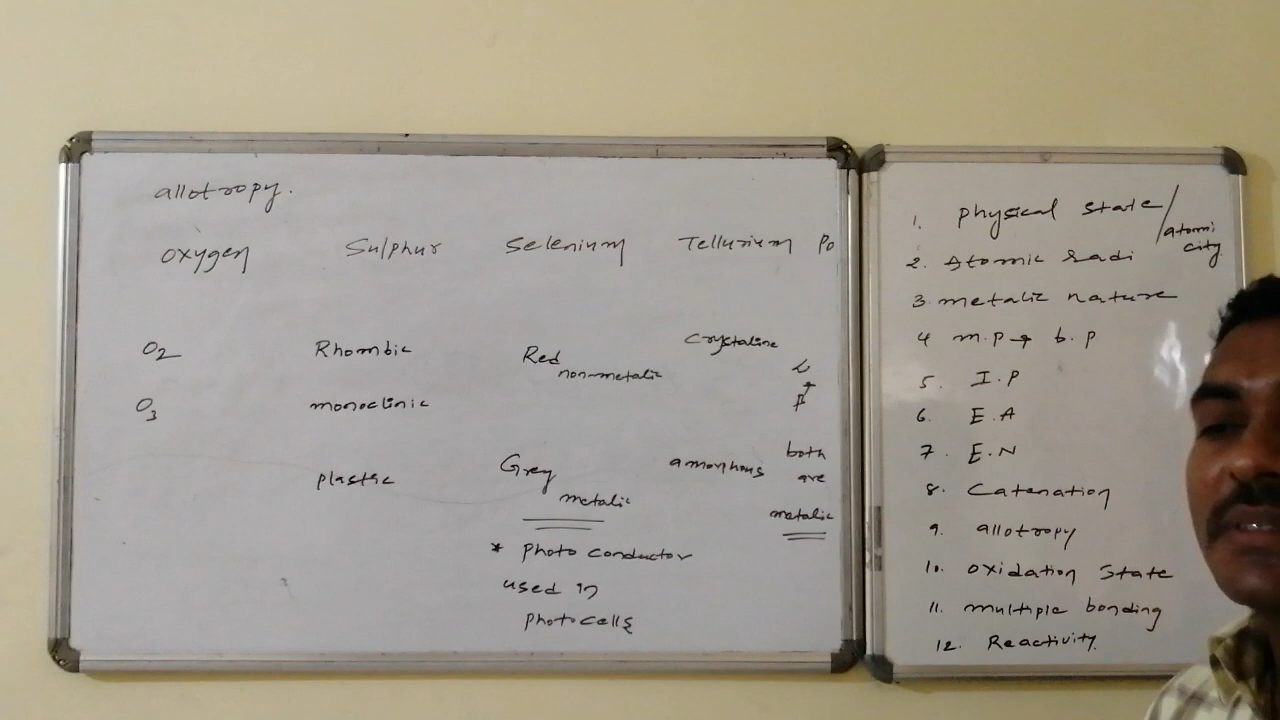 allotropy.
oxygen Sulphur Selenium Tellurium Po
O2 Rhombic Red non-metalic Crystaline α
O3 monoclinic β
plastic Grey metalic amorphous both are metalic
* photo conductor
used in
photocells
1. physical state / atomicity
2. Atomic radi
3. metalic nature
4 m.p → b.p
5. I.P
6. E.A
7. E.N
8. Catenation
9. allotropy
10. oxidation state
11. multiple bonding
12. Reactivity.